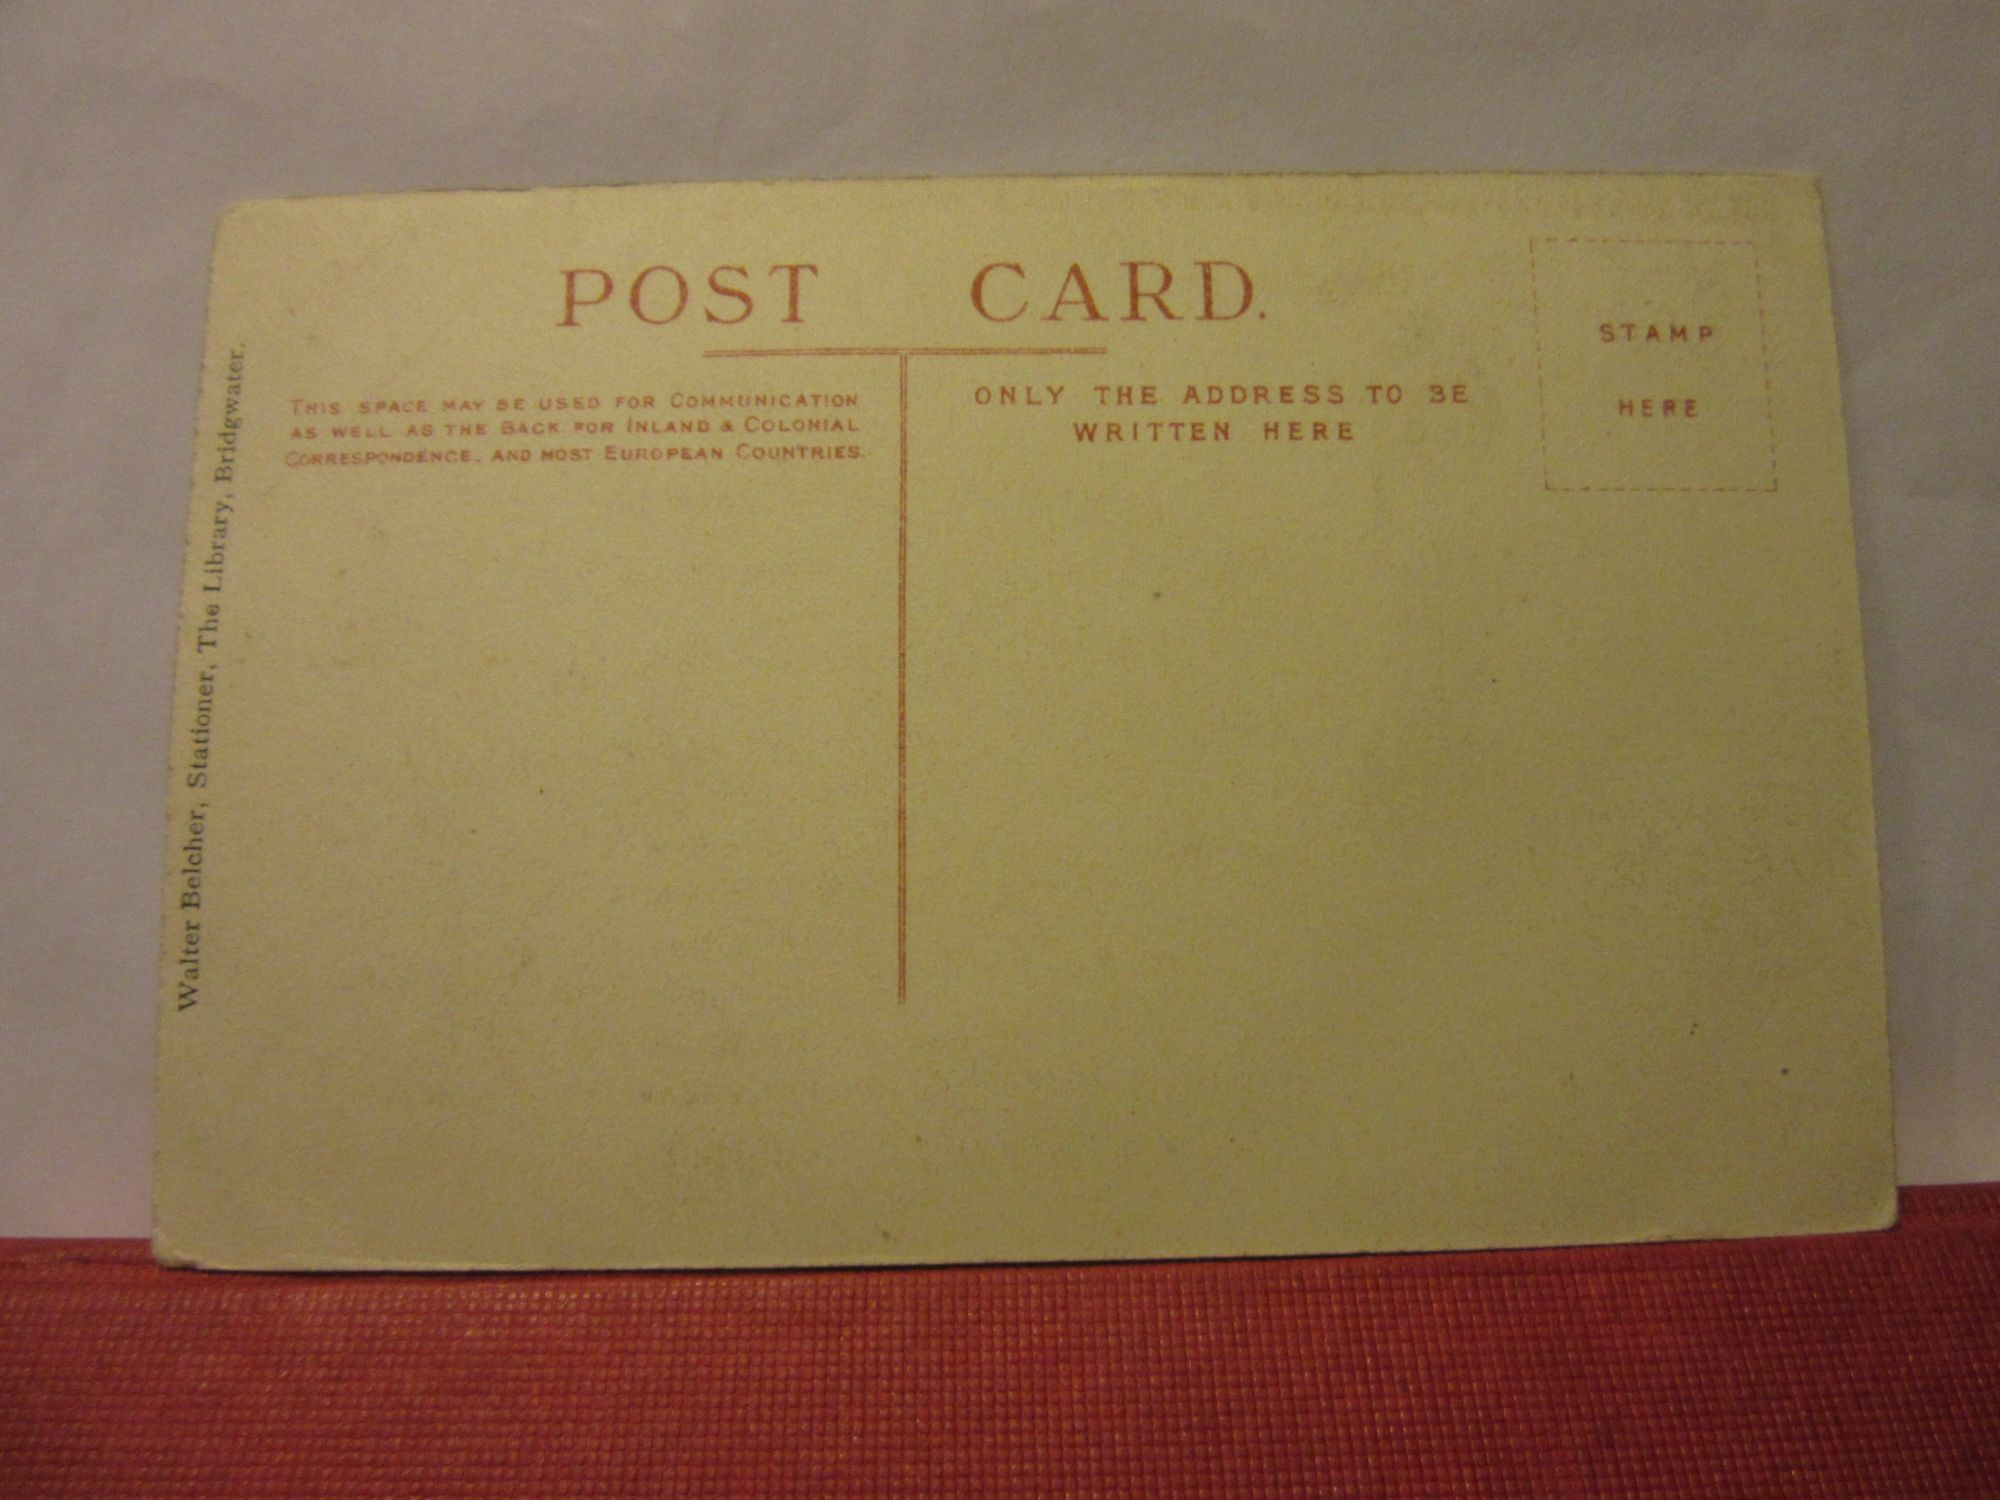 POST CARD.
THIS SPACE MAY BE USED FOR COMMUNICATION
AS WELL AS THE BACK FOR INLAND & COLONIAL
CORRESPONDENCE, AND MOST EUROPEAN COUNTRIES.
ONLY THE ADDRESS TO BE
WRITTEN HERE
STAMP
HERE
Walter Belcher, Stationer, The Library, Bridgwater.